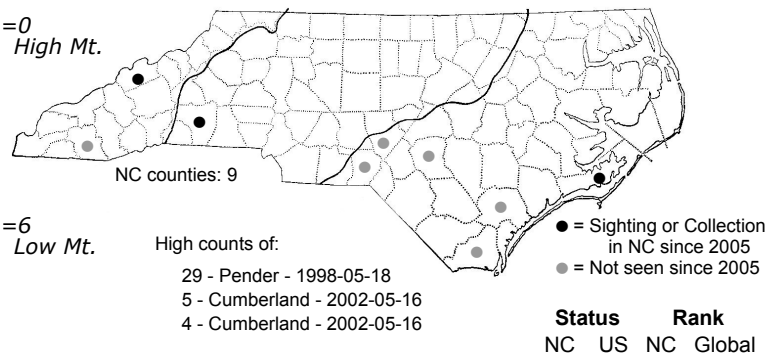 =0
High Mt.
NC counties: 9
=6
Low Mt.
High counts of:
29 - Pender - 1998-05-18
5 - Cumberland - 2002-05-16
4 - Cumberland - 2002-05-16
= Sighting or Collection
in NC since 2005
= Not seen since 2005
Status Rank
NC US NC Global